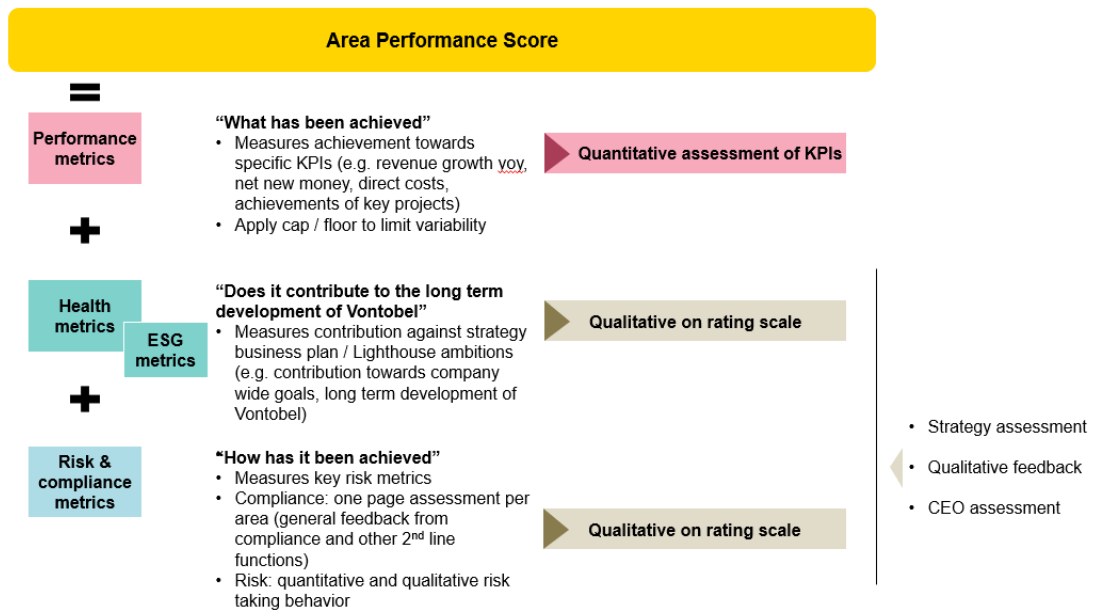 Area Performance Score
=
Performance
metrics
“What has been achieved”
• Measures achievement towards
specific KPIs (e.g. revenue growth yoy,
net new money, direct costs,
achievements of key projects)
• Apply cap / floor to limit variability
Quantitative assessment of KPIs
+
Health
metrics
ESG
metrics
“Does it contribute to the long term
development of Vontobel”
• Measures contribution against strategy
business plan / Lighthouse ambitions
(e.g. contribution towards company
wide goals, long term development of
Vontobel)
Qualitative on rating scale
+
Risk &
compliance
metrics
“How has it been achieved”
• Measures key risk metrics
• Compliance: one page assessment per
area (general feedback from
compliance and other 2nd line
functions)
• Risk: quantitative and qualitative risk
taking behavior
Qualitative on rating scale
• Strategy assessment
• Qualitative feedback
• CEO assessment